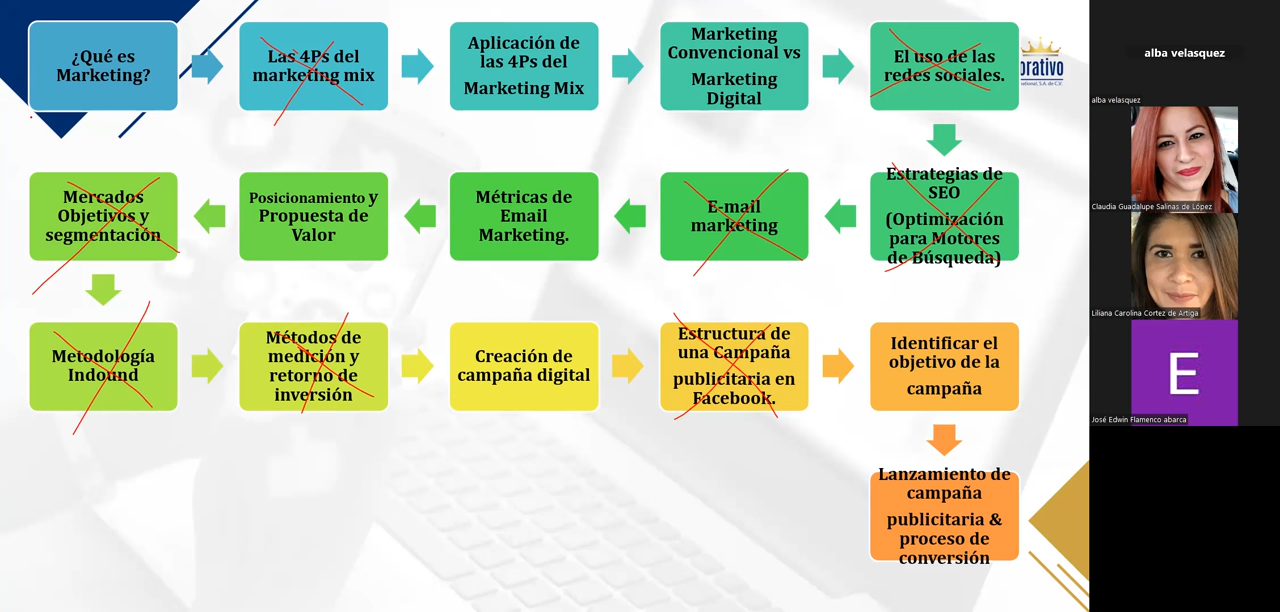 ¿Qué es
Marketing?
Las 4Ps del
marketing mix
Aplicación de
las 4Ps del
Marketing Mix
Marketing
Convencional vs
Marketing
Digital
El uso de las
redes sociales.
orativo
national, S.A. de C.V.
Estrategias de
SEO
(Optimización
para Motores
de Búsqueda)
E-mail
marketing
Métricas de
Email
Marketing.
Posicionamiento y
Propuesta de
Valor
Mercados
Objetivos y
segmentación
Metodología
Indound
Métodos de
medición y
retorno de
inversión
Creación de
campaña digital
Estructura de
una Campaña
publicitaria en
Facebook.
Identificar el
objetivo de la
campaña
Lanzamiento de
campaña
publicitaria &
proceso de
conversión
alba velasquez
alba velasquez
Claudia Guadalupe Salinas de López
Liliana Carolina Cortez de Artiga
E
José Edwin Flamenco abarca